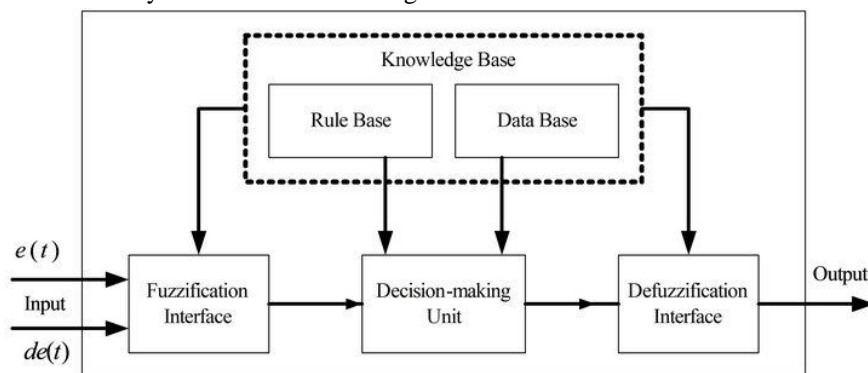 Knowledge Base
Rule Base
Data Base
e(t)
Input
de(t)
Fuzzification
Interface
Decision-making
Unit
Defuzzification
Interface
Output